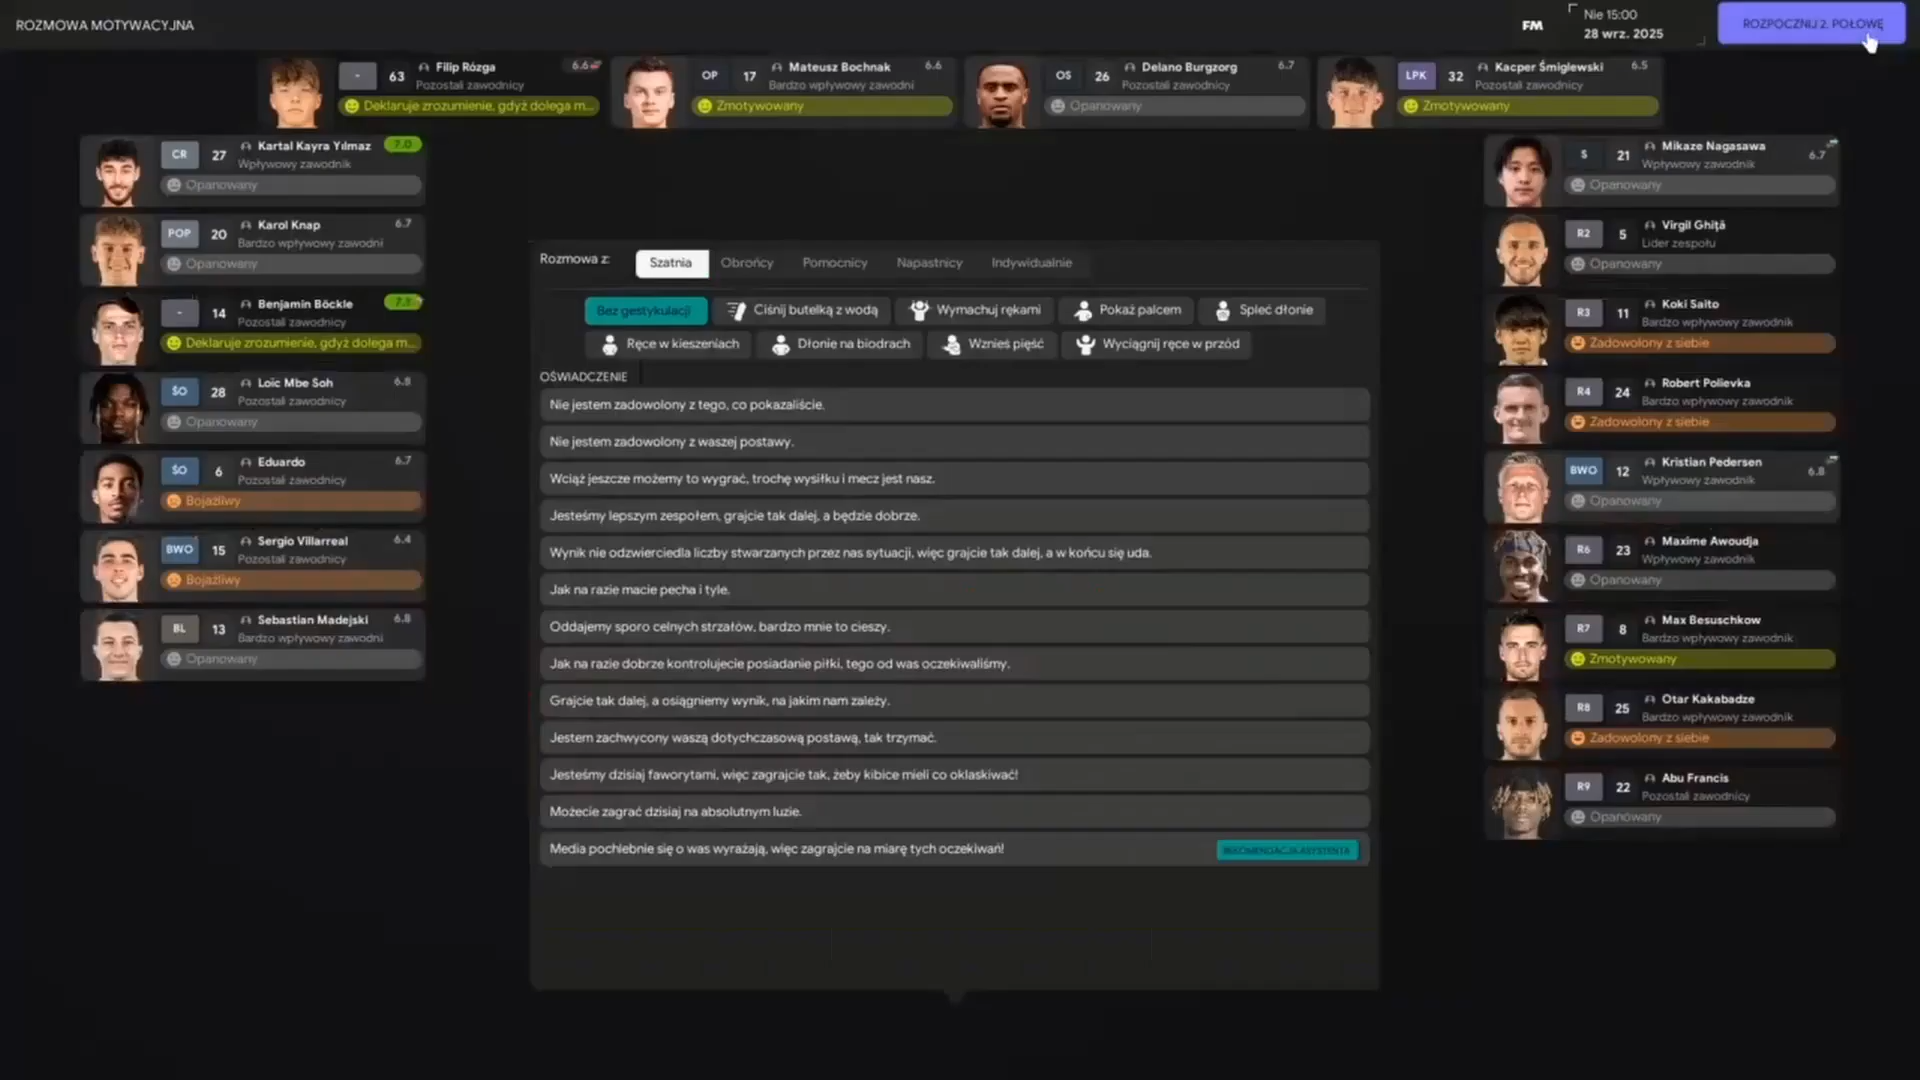 ROZMOWA MOTYWACYJNA
FM
Nie 15:00
28 wrz. 2025
ROZPOCZNIJ 2. POŁOWĘ
- 63 Filip Rózga 6.6
Pozostali zawodnicy
Deklaruje zrozumienie, gdyż dolega m...
OP 17 Mateusz Bochnak 6.6
Bardzo wpływowy zawodni
Zmotywowany
OS 26 Delano Burgzorg 6.7
Pozostali zawodnicy
Opanowany
LPK 32 Kacper Śmiglewski 6.5
Pozostali zawodnicy
Zmotywowany
CR 27 Kartal Kayra Yılmaz 7.0
Wpływowy zawodnik
Opanowany
POP 20 Karol Knap 6.7
Bardzo wpływowy zawodni
Opanowany
- 14 Benjamin Böckle
Pozostali zawodnicy
Deklaruje zrozumienie, gdyż dolega m...
ŚO 28 Loïc Mbe Soh 6.8
Pozostali zawodnicy
Opanowany
ŚO 6 Eduardo 6.7
Pozostali zawodnicy
Bojaźliwy
BWO 15 Sergio Villarreal 6.4
Pozostali zawodnicy
Bojaźliwy
BL 13 Sebastian Madejski 6.8
Bardzo wpływowy zawodni
Opanowany
Rozmowa z: Szatnia Obrońcy Pomocnicy Napastnicy Indywidualnie
Bez gestykulacji Ciśnij butelką z wodą Wymachuj rękami Pokaż palcem Spleć dłonie
Ręce w kieszeniach Dłonie na biodrach Wznieś pięść Wyciągnij ręce w przód
OŚWIADCZENIE
Nie jestem zadowolony z tego, co pokazaliście.
Nie jestem zadowolony z waszej postawy.
Wciąż jeszcze możemy to wygrać, trochę wysiłku i mecz jest nasz.
Jesteśmy lepszym zespołem, grajcie tak dalej, a będzie dobrze.
Wynik nie odzwierciedla liczby stwarzanych przez nas sytuacji, więc grajcie tak dalej, a w końcu się uda.
Jak na razie macie pecha i tyle.
Oddajemy sporo celnych strzałów, bardzo mnie to cieszy.
Jak na razie dobrze kontrolujecie posiadanie piłki, tego od was oczekiwaliśmy.
Grajcie tak dalej, a osiągniemy wynik, na jakim nam zależy.
Jestem zachwycony waszą dotychczasową postawą, tak trzymać.
Jesteśmy dzisiaj faworytami, więc zagrajcie tak, żeby kibice mieli co oklaskiwać!
Możecie zagrać dzisiaj na absolutnym luzie.
Media pochlebnie się o was wyrażają, więc zagrajcie na miarę tych oczekiwań!
REKOMENDACJA ASYSTENTA
S 21 Mikaze Nagasawa 6.7
Wpływowy zawodnik
Opanowany
R2 5 Virgil Ghiță
Lider zespołu
Opanowany
R3 11 Koki Saito
Bardzo wpływowy zawodnik
Zadowolony z siebie
R4 24 Robert Polievka
Bardzo wpływowy zawodnik
Zadowolony z siebie
BWO 12 Kristian Pedersen 6.8
Wpływowy zawodnik
Opanowany
R6 23 Maxime Awoudja
Wpływowy zawodnik
Opanowany
R7 8 Max Besuschkow
Bardzo wpływowy zawodnik
Zmotywowany
R8 25 Otar Kakabadze
Bardzo wpływowy zawodnik
Zadowolony z siebie
R9 22 Abu Francis
Pozostali zawodnicy
Opanowany